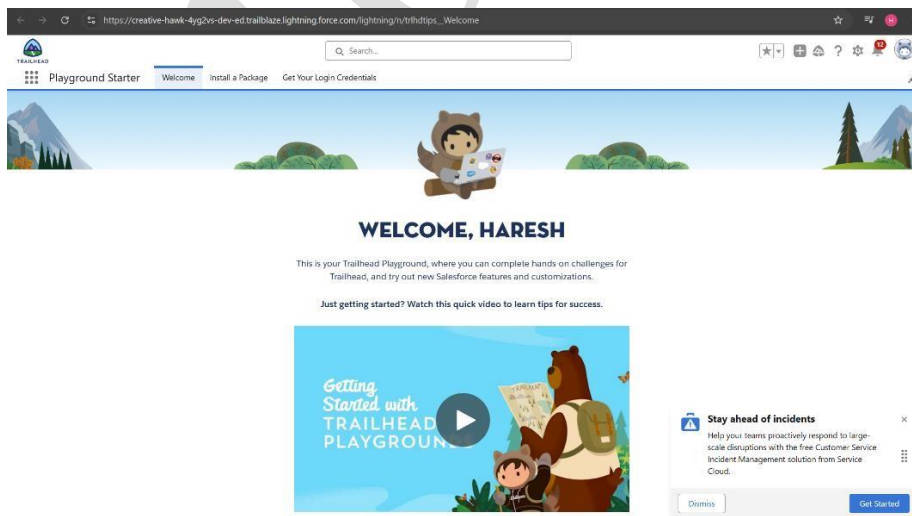 https://creative-hawk-4yg2vs-dev-ed.trailblaze.lightning.force.com/lightning/n/trlhdtips__Welcome
H
TRAILHEAD
Search...
12
Playground Starter
Welcome
Install a Package
Get Your Login Credentials
WELCOME, HARESH
This is your Trailhead Playground, where you can complete hands-on challenges for
Trailhead, and try out new Salesforce features and customizations.
Just getting started? Watch this quick video to learn tips for success.
Getting
Started with
TRAILHEAD
PLAYGROUNDS
Stay ahead of incidents
Help your teams proactively respond to large-
scale disruptions with the free Customer Service
Incident Management solution from Service
Cloud.
Dismiss
Get Started